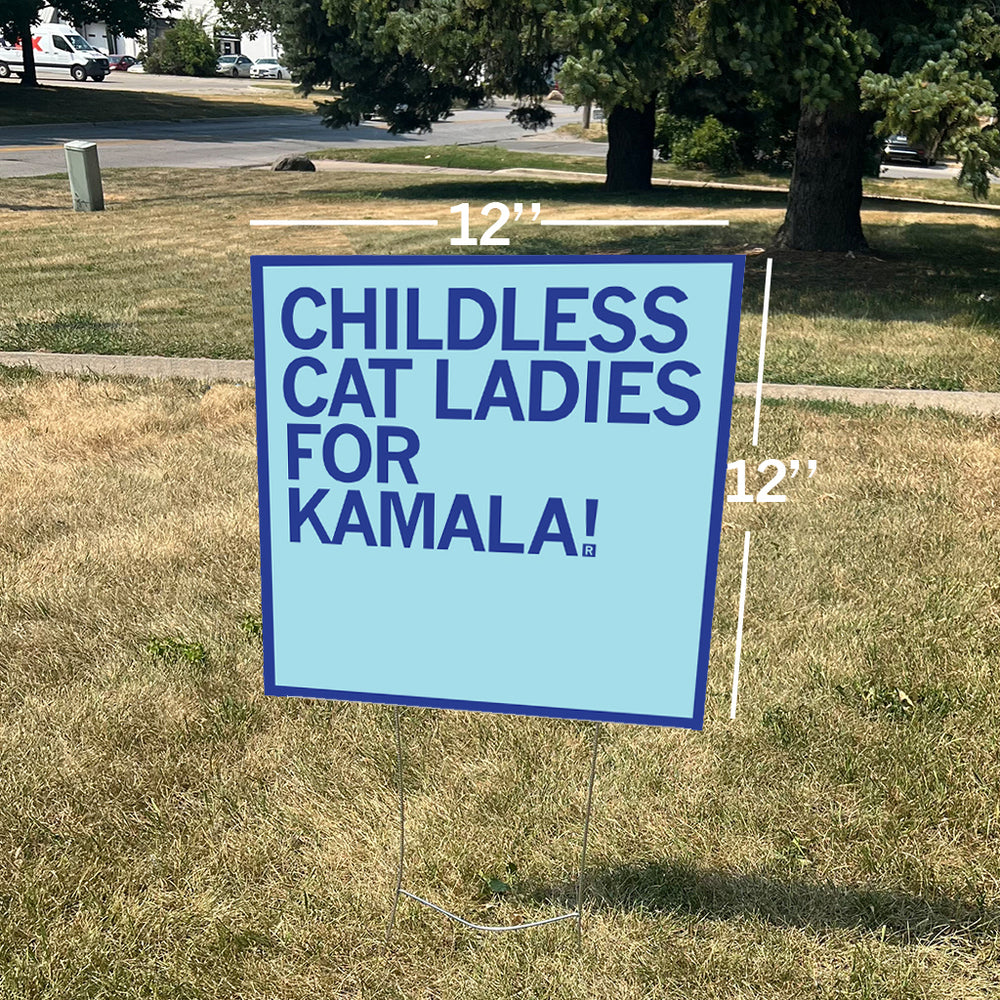 12’’
CHILDLESS
CAT LADIES
FOR
KAMALA!
R
12’’